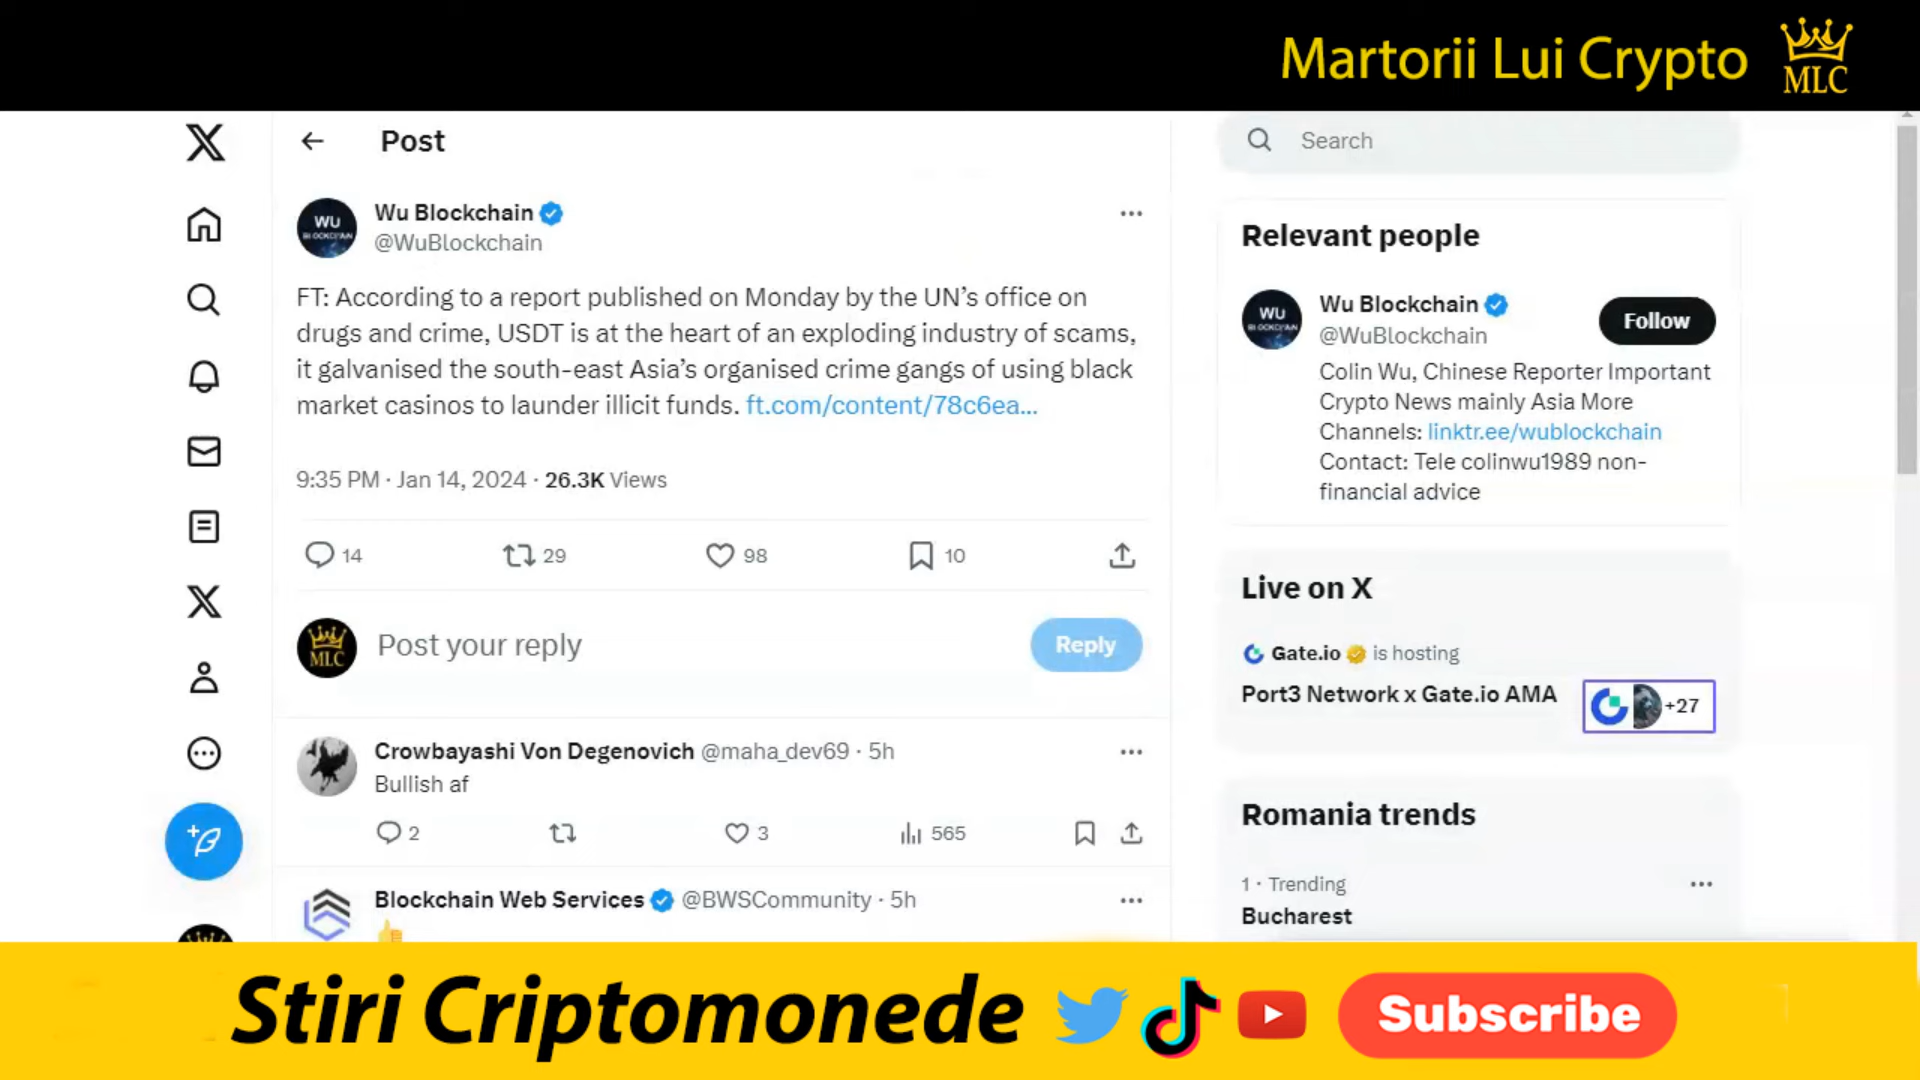 Martorii Lui Crypto
MLC
Post
Search
WU
BLOCKCHAIN
Wu Blockchain
@WuBlockchain
FT: According to a report published on Monday by the UN’s office on
drugs and crime, USDT is at the heart of an exploding industry of scams,
it galvanised the south-east Asia’s organised crime gangs of using black
market casinos to launder illicit funds. ft.com/content/78c6ea...
9:35 PM · Jan 14, 2024 · 26.3K Views
14 29 98 10
MLC
Post your reply
Reply
Crowbayashi Von Degenovich @maha_dev69 · 5h
Bullish af
2 3 565
Blockchain Web Services @BWSCommunity · 5h
Relevant people
WU
BLOCKCHAIN
Wu Blockchain
@WuBlockchain
Follow
Colin Wu, Chinese Reporter Important
Crypto News mainly Asia More
Channels: linktr.ee/wublockchain
Contact: Tele colinwu1989 non-
financial advice
Live on X
Gate.io is hosting
Port3 Network x Gate.io AMA
+27
Romania trends
1 · Trending
Bucharest
Stiri Criptomonede
Subscribe